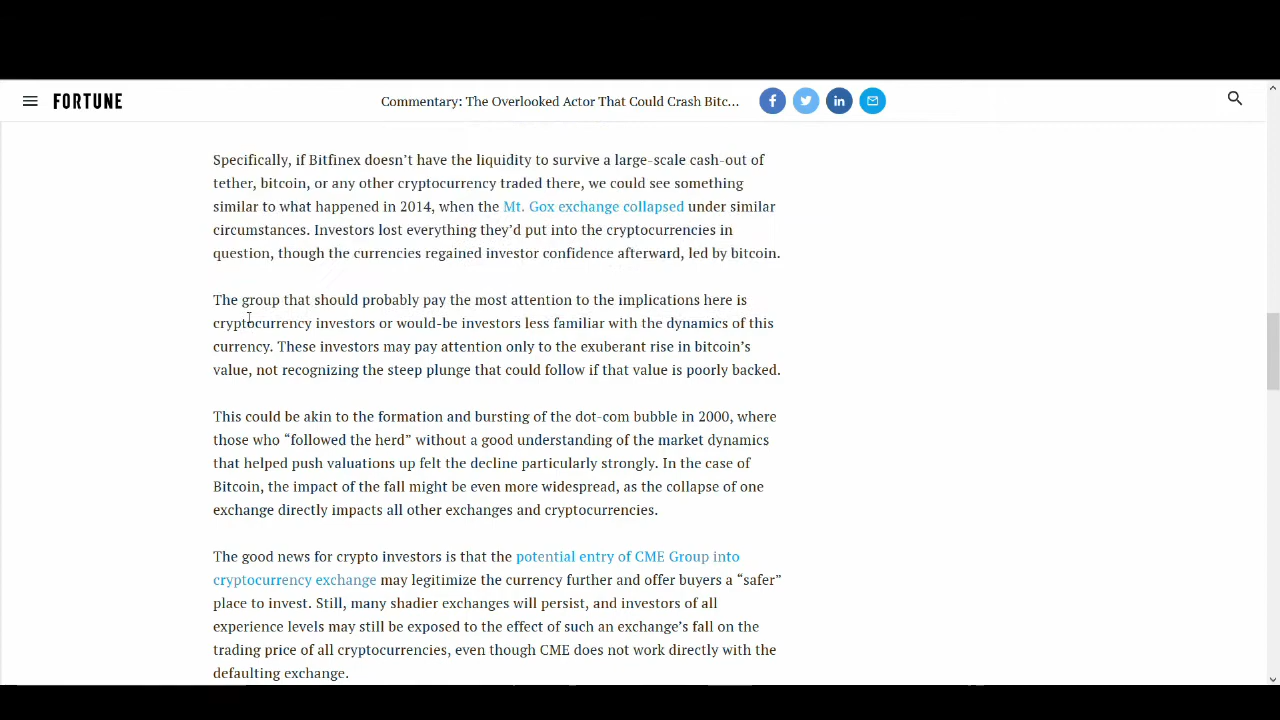 FORTUNE
Commentary: The Overlooked Actor That Could Crash Bitc...
Specifically, if Bitfinex doesn’t have the liquidity to survive a large-scale cash-out of
tether, bitcoin, or any other cryptocurrency traded there, we could see something
similar to what happened in 2014, when the Mt. Gox exchange collapsed under similar
circumstances. Investors lost everything they’d put into the cryptocurrencies in
question, though the currencies regained investor confidence afterward, led by bitcoin.
The group that should probably pay the most attention to the implications here is
cryptocurrency investors or would-be investors less familiar with the dynamics of this
currency. These investors may pay attention only to the exuberant rise in bitcoin’s
value, not recognizing the steep plunge that could follow if that value is poorly backed.
This could be akin to the formation and bursting of the dot-com bubble in 2000, where
those who “followed the herd” without a good understanding of the market dynamics
that helped push valuations up felt the decline particularly strongly. In the case of
Bitcoin, the impact of the fall might be even more widespread, as the collapse of one
exchange directly impacts all other exchanges and cryptocurrencies.
The good news for crypto investors is that the potential entry of CME Group into
cryptocurrency exchange may legitimize the currency further and offer buyers a “safer”
place to invest. Still, many shadier exchanges will persist, and investors of all
experience levels may still be exposed to the effect of such an exchange’s fall on the
trading price of all cryptocurrencies, even though CME does not work directly with the
defaulting exchange.